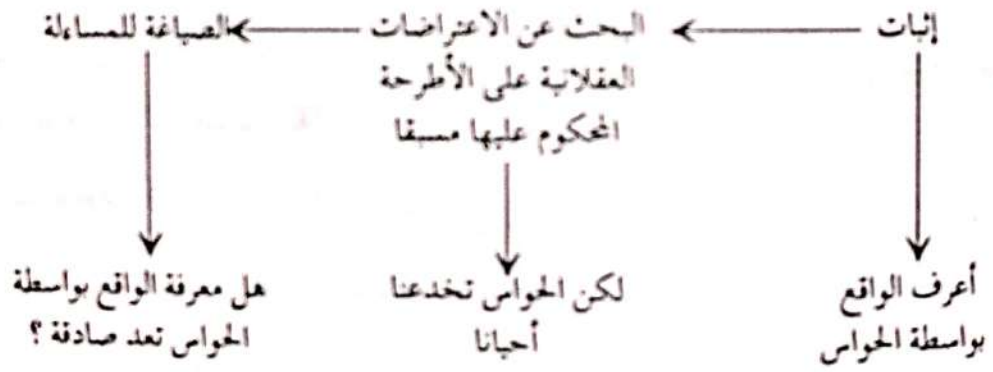 إثبات
البحث عن الاعتراضات
العقلانية على الأطرحة
المحكوم عليها مسبقا
الصياغة للمساءلة
أعرف الواقع
بواسطة الحواس
لكن الحواس تخدعنا
أحيانا
هل معرفة الواقع بواسطة
الحواس تعد صادقة ؟